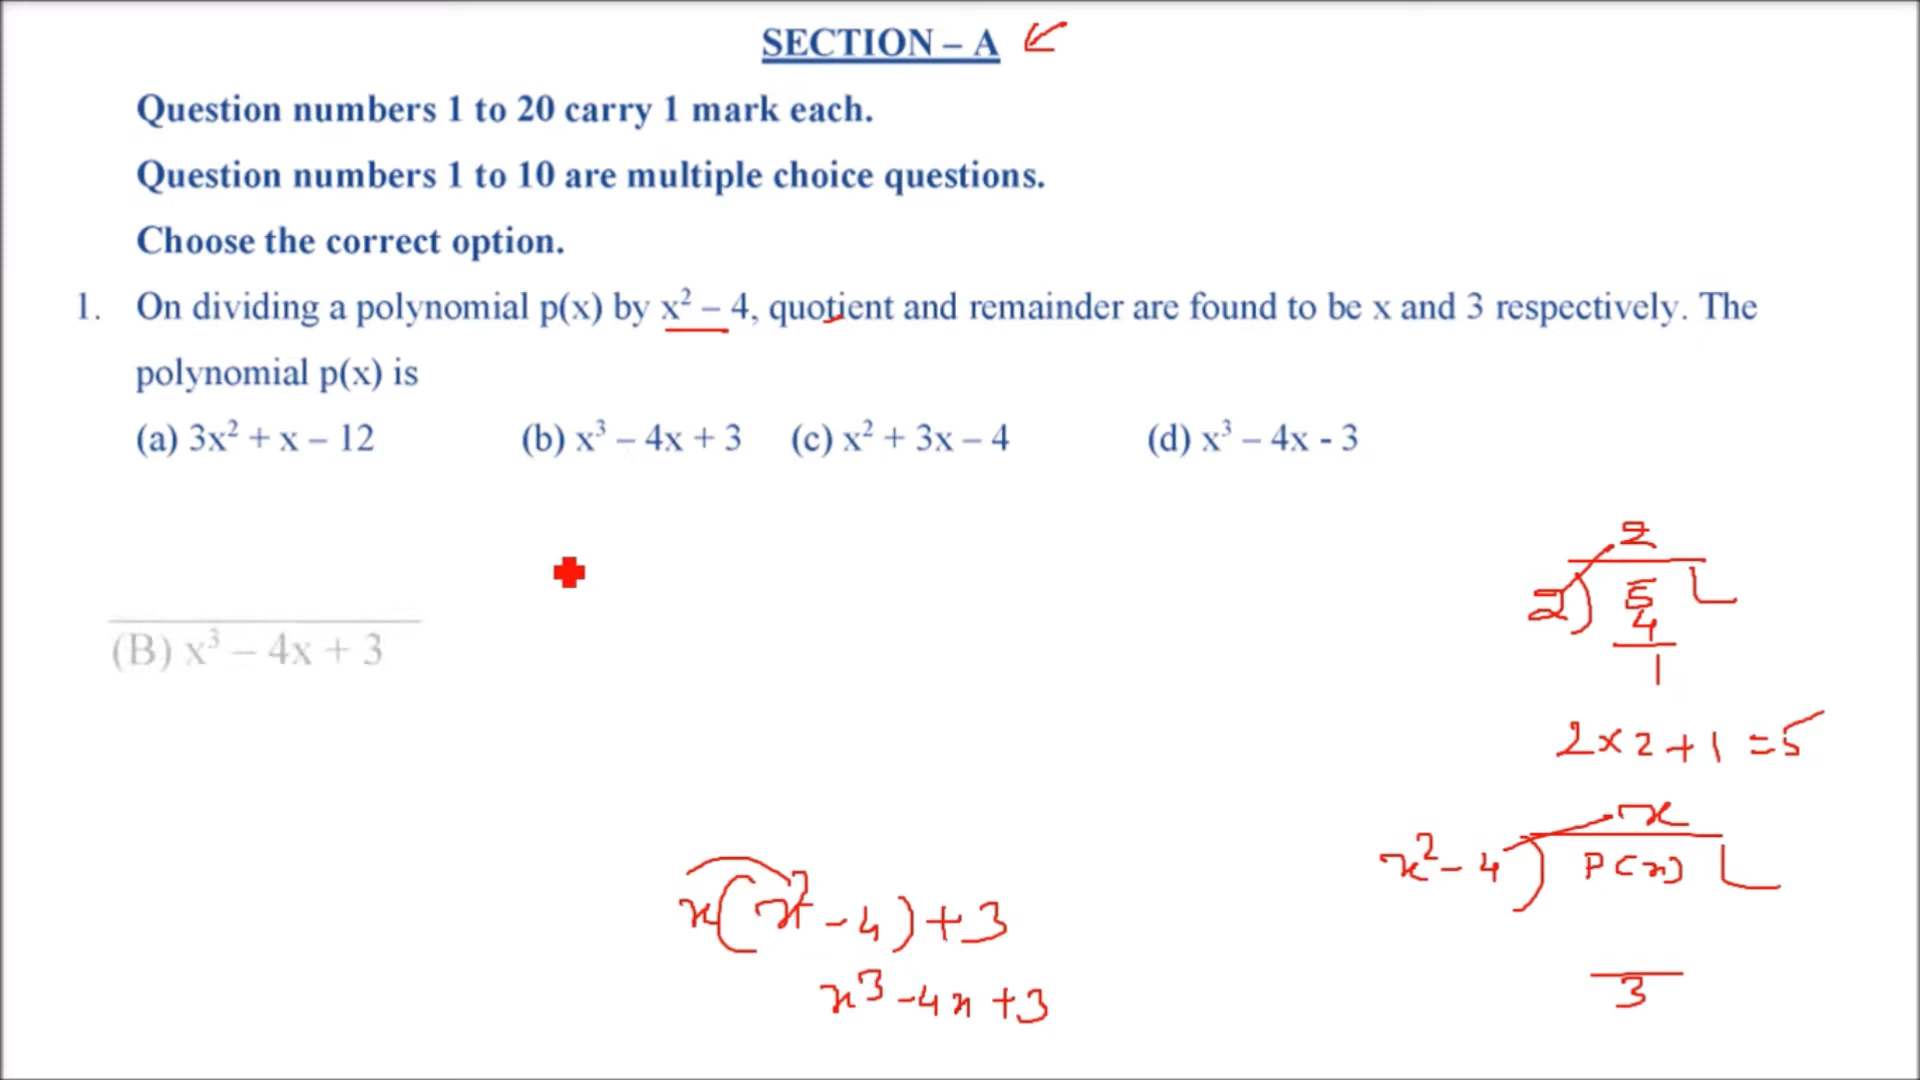 SECTION – A
Question numbers 1 to 20 carry 1 mark each.
Question numbers 1 to 10 are multiple choice questions.
Choose the correct option.
1. On dividing a polynomial p(x) by x² – 4, quotient and remainder are found to be x and 3 respectively. The
polynomial p(x) is
(a) 3x² + x – 12 (b) x³ – 4x + 3 (c) x² + 3x – 4 (d) x³ – 4x - 3
(B) x³ – 4x + 3
2
2) 5
4
1
2 x 2 + 1 = 5
x
x² - 4 ) P(x)
3
x(x² - 4) + 3
x³ - 4x + 3